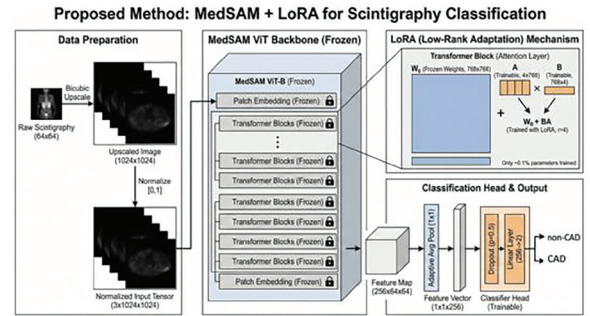 Proposed Method: MedSAM + LoRA for Scintigraphy Classification
Data Preparation
Bicubic
Upscale
Raw Scintigraphy
(64x64)
Upscaled Image
(1024x1024)
Normalize
[0,1]
Normalized Input Tensor
(3x1024x1024)
MedSAM ViT Backbone (Frozen)
MedSAM ViT-B (Frozen)
Patch Embedding (Frozen)
Transformer Blocks (Frozen)
Transformer Blocks (Frozen)
Transformer Blocks (Frozen)
Transformer Blocks (Frozen)
Transformer Blocks (Frozen)
Transformer Blocks (Frozen)
Transformer Blocks (Frozen)
Patch Embedding (Frozen)
LoRA (Low-Rank Adaptation) Mechanism
Transformer Block (Attention Layer)
W₀ (Frozen Weights, 768x768)
A
(Trainable,
4x768)
×
B
(Trainable,
768x4)
+
W₀ + BA
(Trained with LoRA, r=4)
Only ~0.1% parameters trained
Classification Head & Output
Feature Map
(256x64x64)
Adaptive Avg Pool (1x1)
Feature Vector
(1x1x256)
Dropout (p=0.5)
Linear Layer
(256->2)
Classifier Head
(Trainable)
non-CAD
CAD